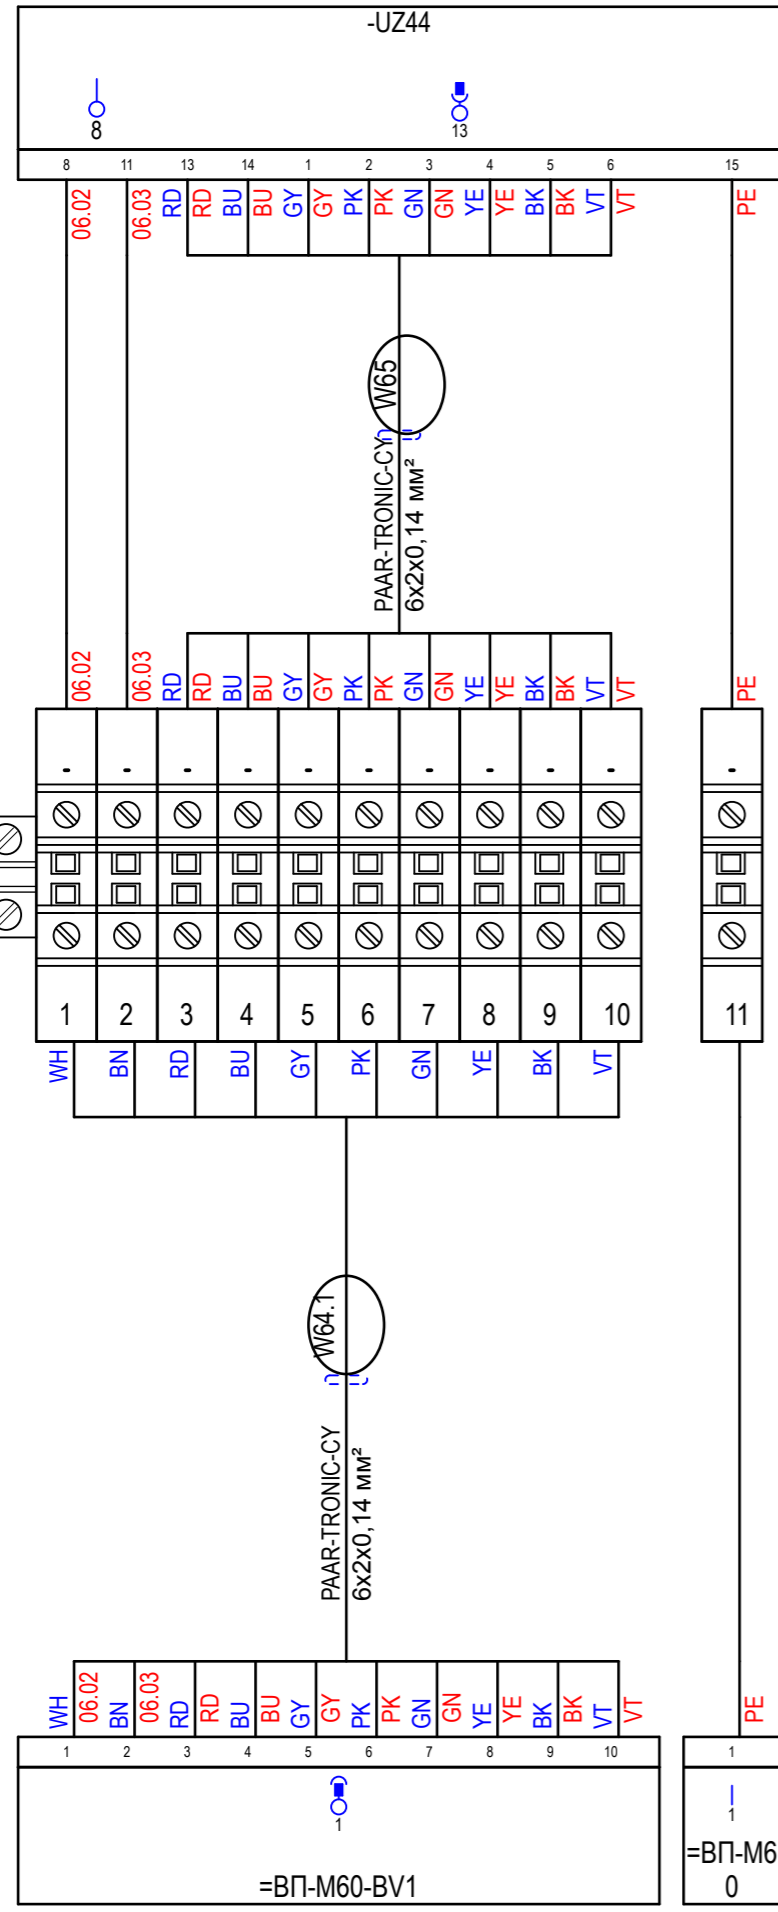 -UZ44
8
13
8 11 13 14 1 2 3 4 5 6 15
06.02 06.03 RD RD BU BU GY GY PK PK GN GN YE YE BK BK VT VT PE
W65
PAAR-TRONIC-CY
6x2x0,14 мм²
06.02 06.03 RD RD BU BU GY GY PK PK GN GN YE YE BK BK VT VT PE
- - - - - - - - - - -
1 2 3 4 5 6 7 8 9 10 11
WH BN RD BU GY PK GN YE BK VT
W64.1
PAAR-TRONIC-CY
6x2x0,14 мм²
WH 06.02 BN 06.03 RD RD BU BU GY GY PK PK GN GN YE YE BK BK VT VT PE
1 2 3 4 5 6 7 8 9 10 1
1
1
=ВП-М60-BV1
=ВП-М6
0